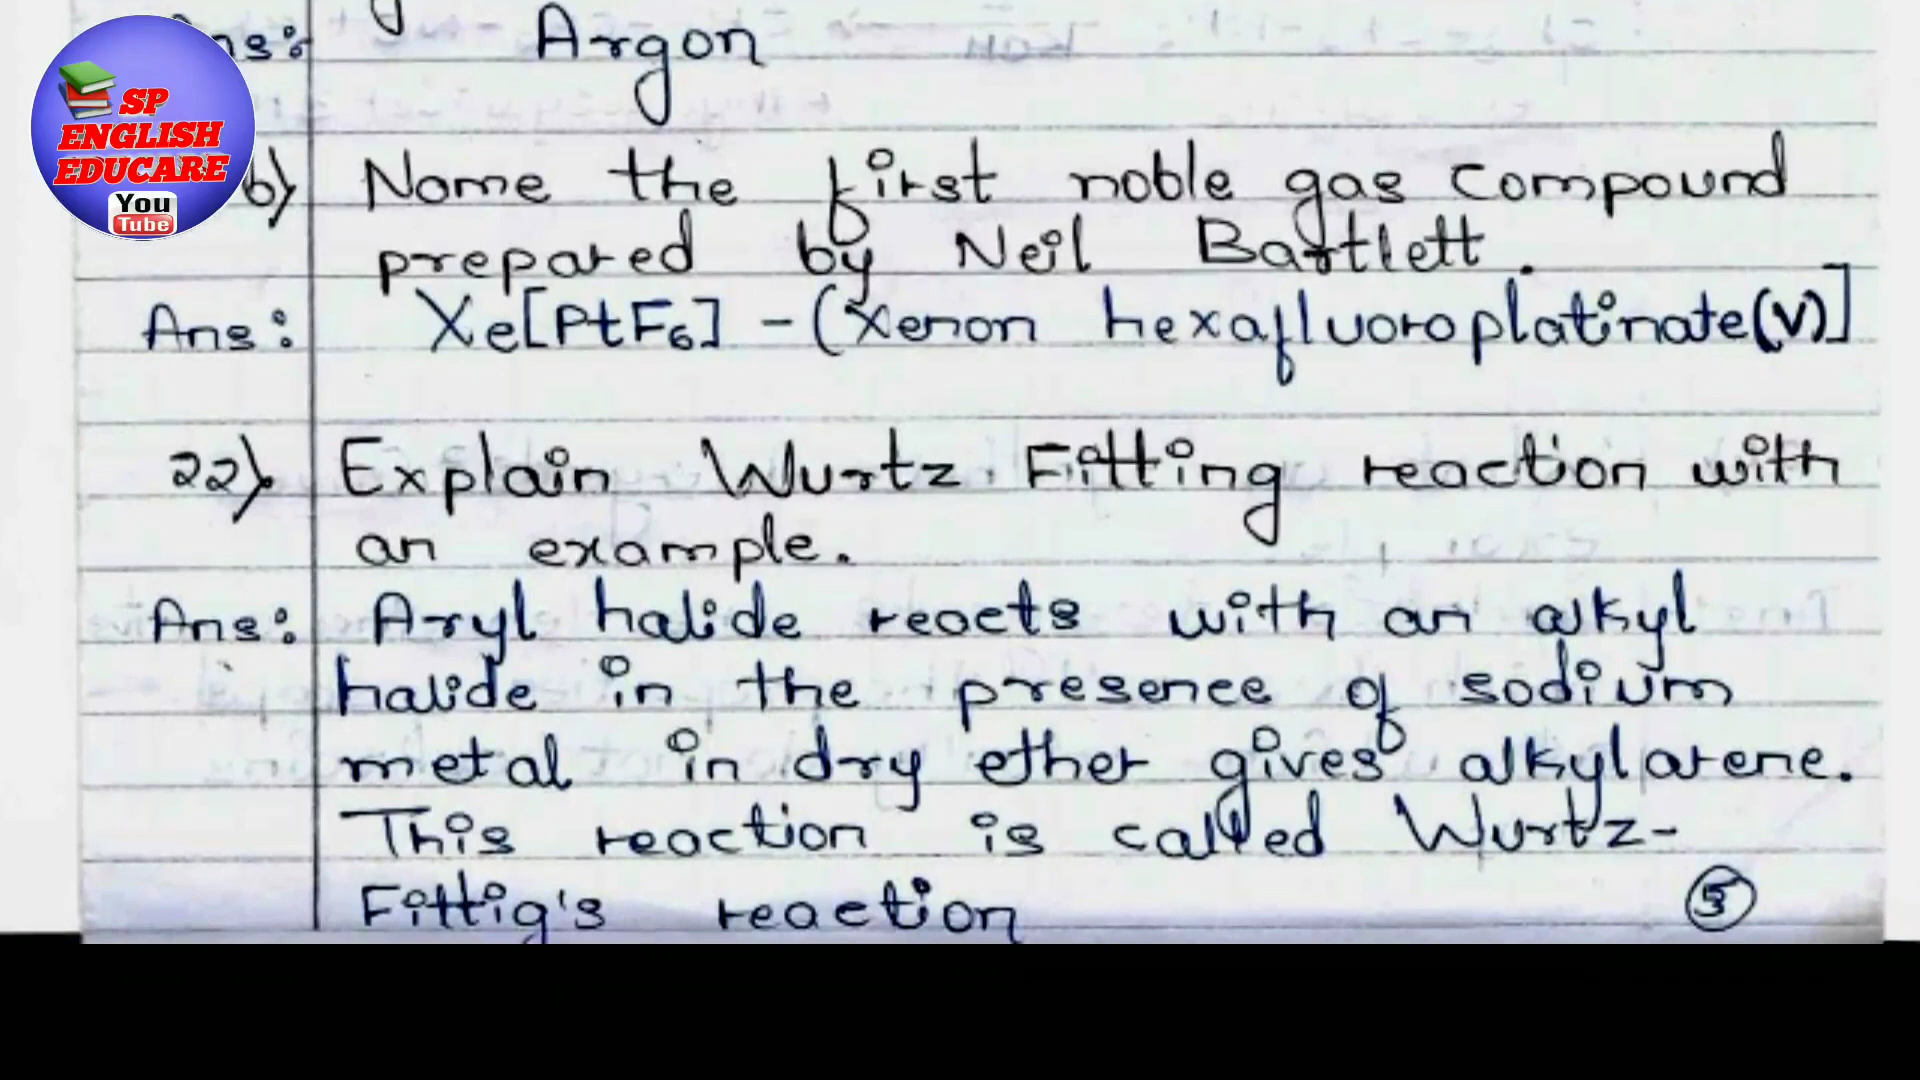 Ans: Argon
SP
ENGLISH
EDUCARE
You
Tube
b) Name the first noble gas compound
prepared by Neil Bartlett.
Ans: Xe[PtF6] - (Xenon hexafluoroplatinate(V)]
22). Explain Wurtz Fitting reaction with
an example.
Ans: Aryl halide reacts with an alkyl
halide in the presence of sodium
metal in dry ether gives alkylarene.
This reaction is called Wurtz-
Fittig's reaction
5